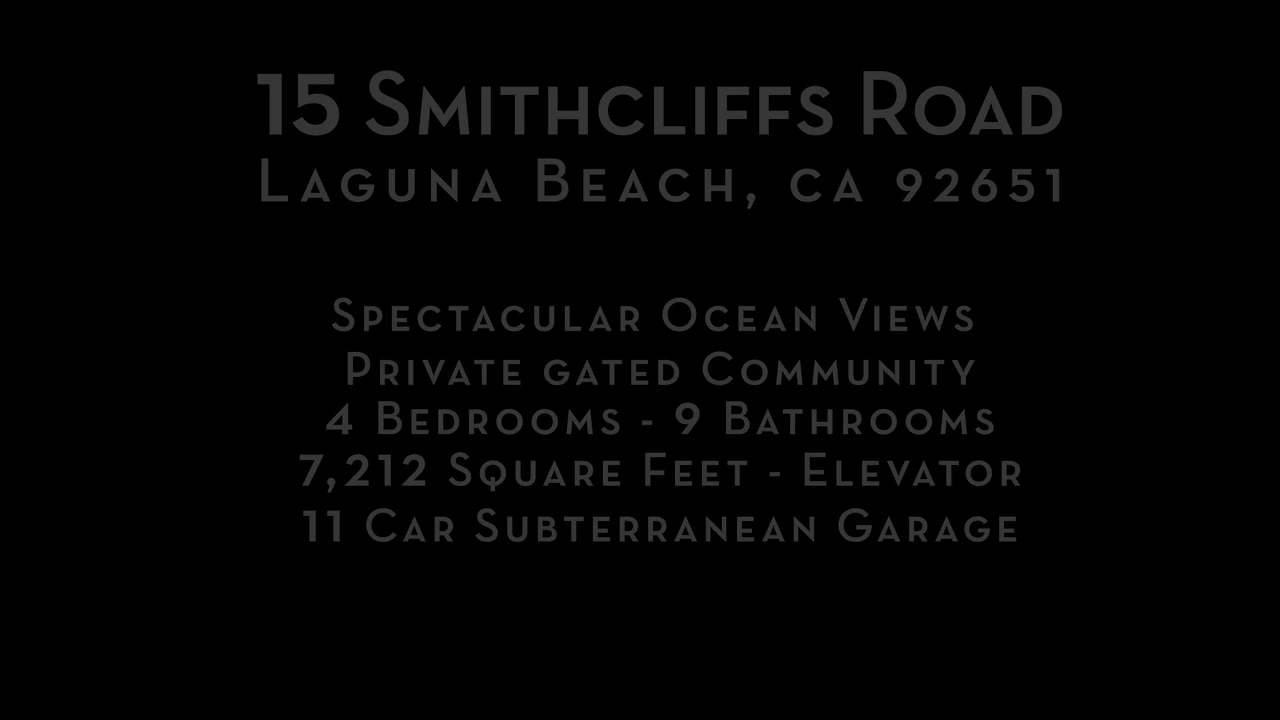 15 Smithcliffs Road
Laguna Beach, CA 92651
Spectacular Ocean Views
Private gated Community
4 Bedrooms - 9 Bathrooms
7,212 Square Feet - Elevator
11 Car Subterranean Garage